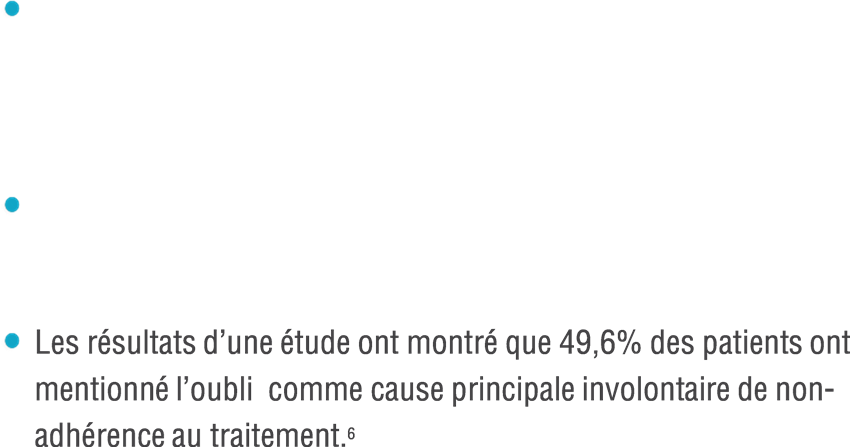 • 
• 
• Les résultats d’une étude ont montré que 49,6% des patients ont
mentionné l’oubli  comme cause principale involontaire de non-
adhérence au traitement.⁶